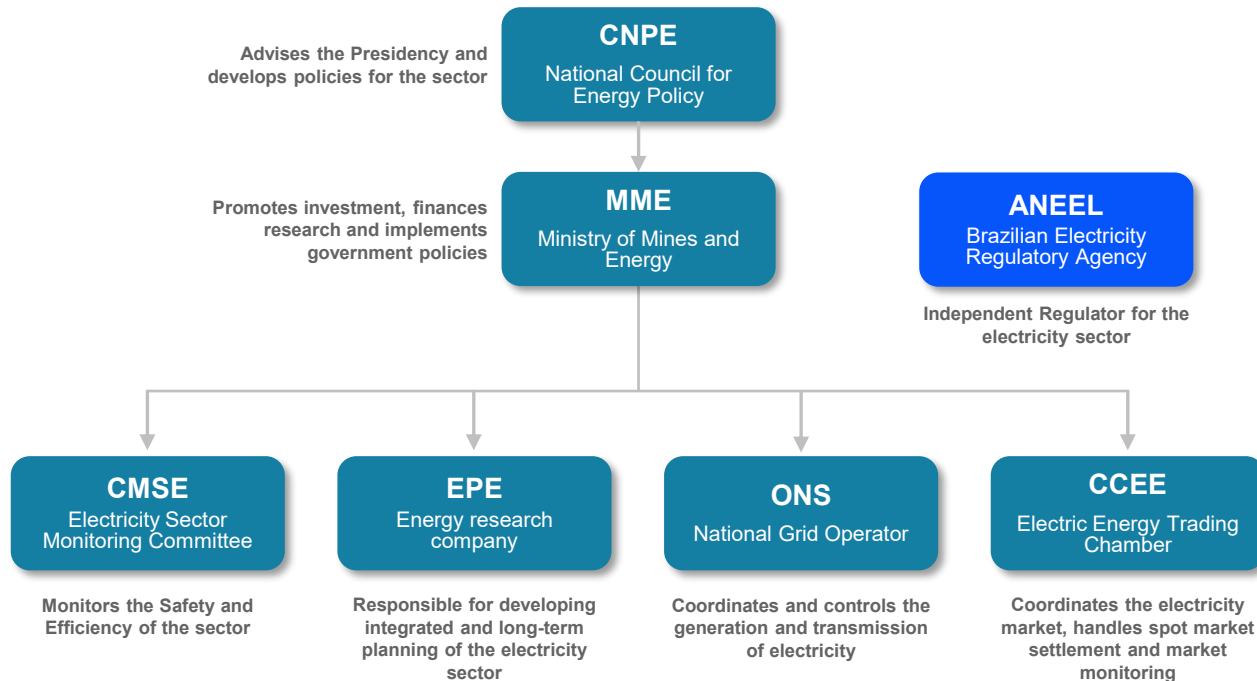 CNPE
National Council for
Energy Policy
Advises the Presidency and
develops policies for the sector
MME
Ministry of Mines and
Energy
Promotes investment, finances
research and implements
government policies
ANEEL
Brazilian Electricity
Regulatory Agency
Independent Regulator for the
electricity sector
CMSE
Electricity Sector
Monitoring Committee
Monitors the Safety and
Efficiency of the sector
EPE
Energy research
company
Responsible for developing
integrated and long-term
planning of the electricity
sector
ONS
National Grid Operator
Coordinates and controls the
generation and transmission
of electricity
CCEE
Electric Energy Trading
Chamber
Coordinates the electricity
market, handles spot market
settlement and market
monitoring